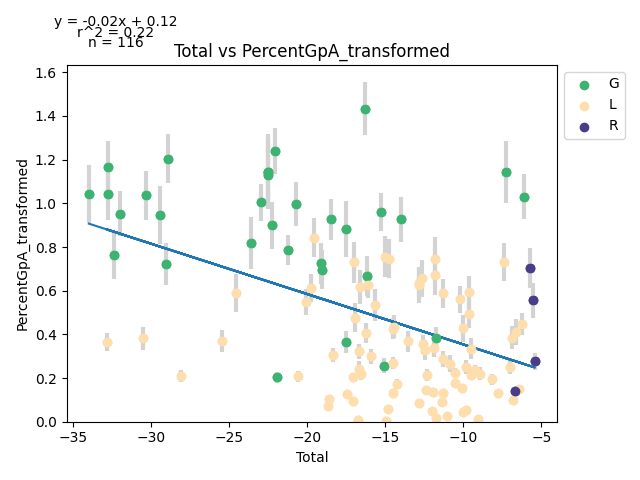 y = -0.02x + 0.12
r^2 = 0.22
n = 116
Total vs PercentGpA_transformed
1.6
1.4
1.2
1.0
0.8
0.6
0.4
0.2
0.0
PercentGpA_transformed
−35
−30
−25
−20
−15
−10
−5
Total
G
L
R